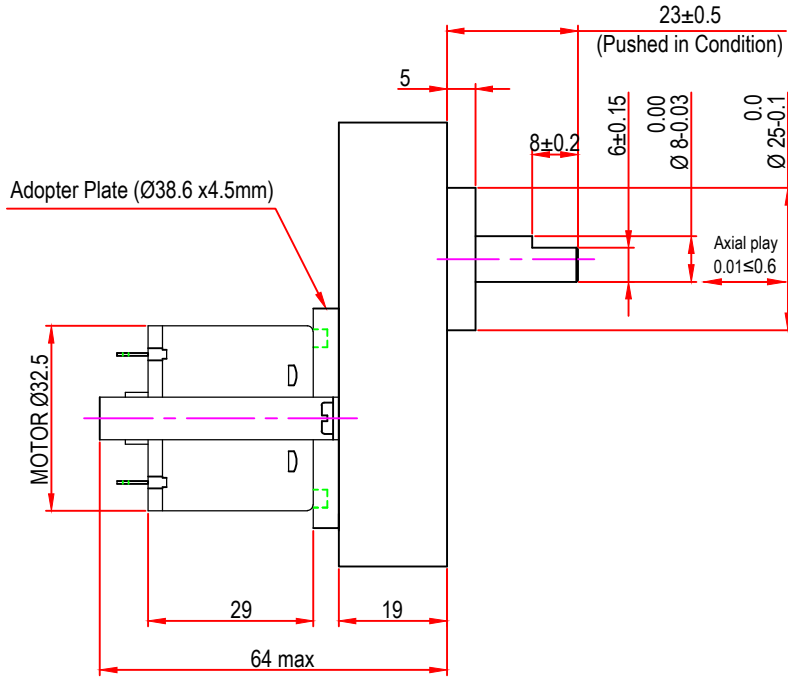 23±0.5
(Pushed in Condition)
5
8±0.2
6±0.15
0.00
Ø 8-0.03
0.0
Ø 25-0.1
Adopter Plate (Ø38.6 x4.5mm)
Axial play
0.01≤0.6
MOTOR Ø32.5
29
19
64 max